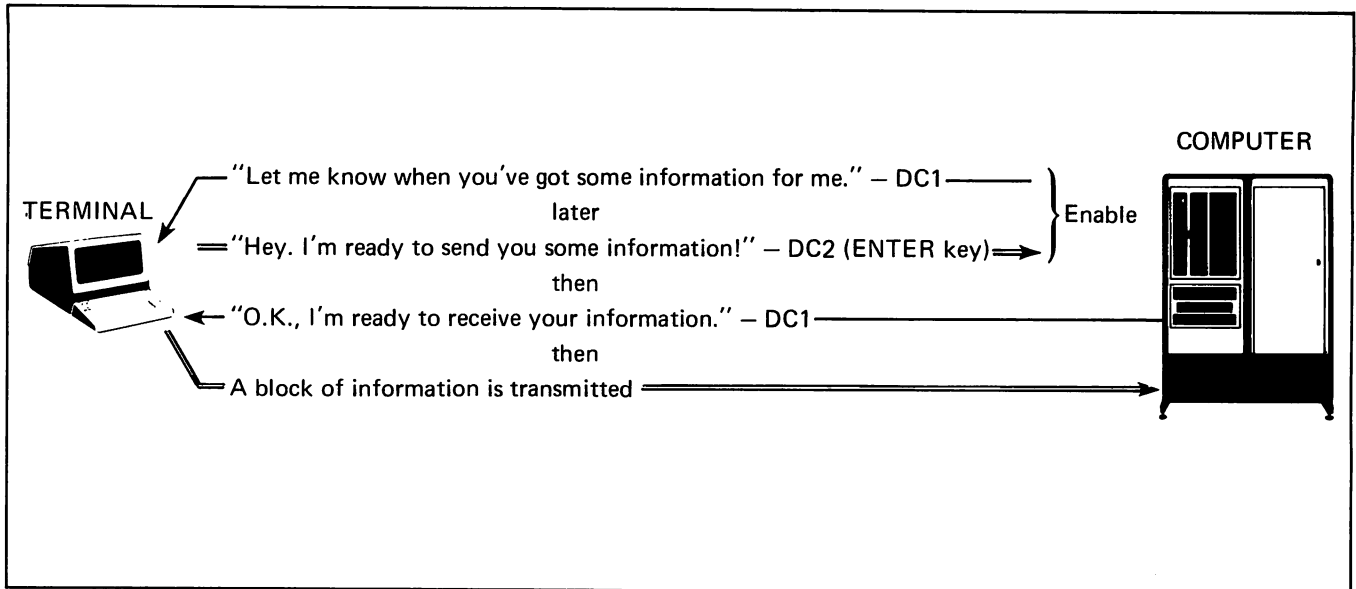 COMPUTER
"Let me know when you've got some information for me." — DC1
later
TERMINAL
Enable
"Hey. I'm ready to send you some information!" — DC2 (ENTER key)
then
"O.K., I'm ready to receive your information." — DC1
then
A block of information is transmitted